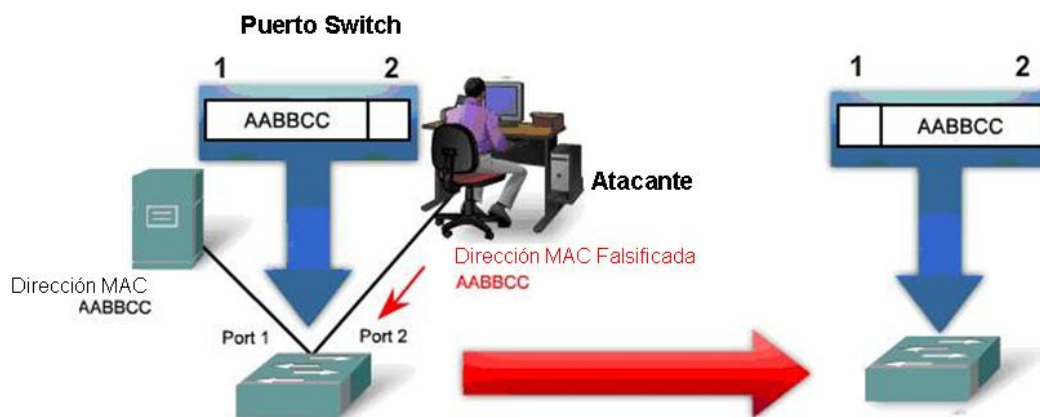 Puerto Switch
1 2
AABBCC
Atacante
Dirección MAC Falsificada
AABBCC
Dirección MAC
AABBCC
Port 1
Port 2
1 2
AABBCC